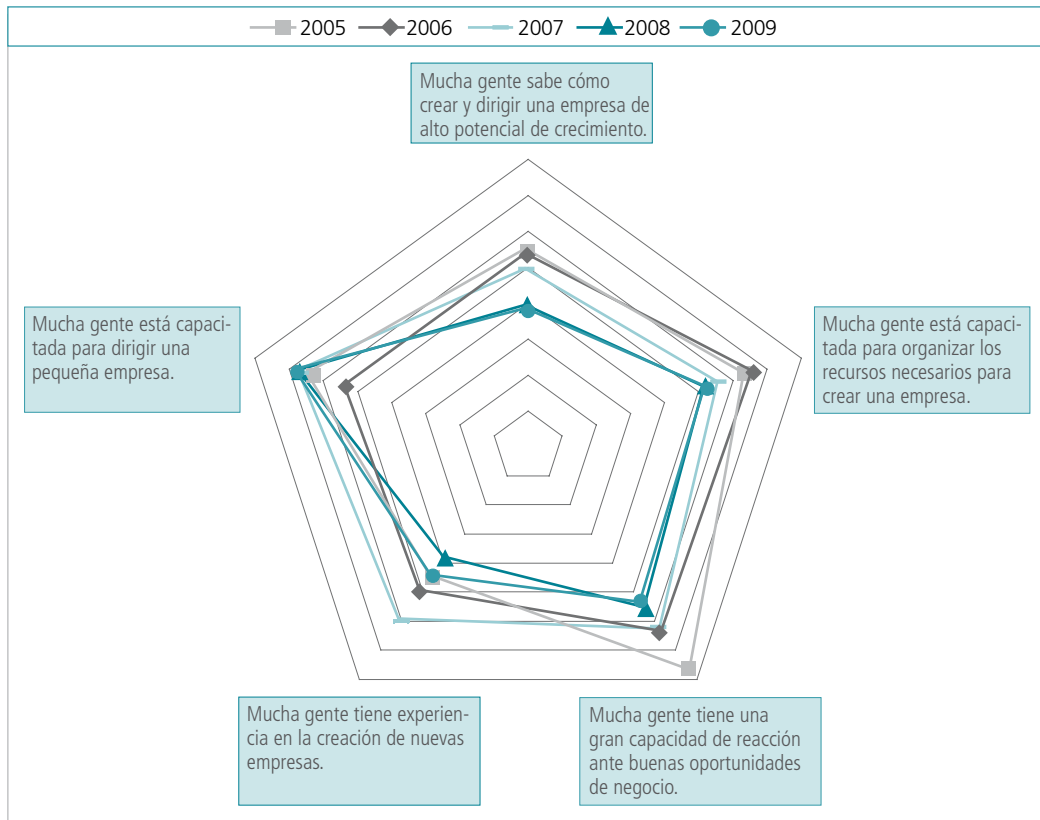 2005 2006 2007 2008 2009
Mucha gente sabe cómo
crear y dirigir una empresa de
alto potencial de crecimiento.
Mucha gente está capaci-
tada para dirigir una
pequeña empresa.
Mucha gente está capaci-
tada para organizar los
recursos necesarios para
crear una empresa.
Mucha gente tiene experien-
cia en la creación de nuevas
empresas.
Mucha gente tiene una
gran capacidad de reacción
ante buenas oportunidades
de negocio.